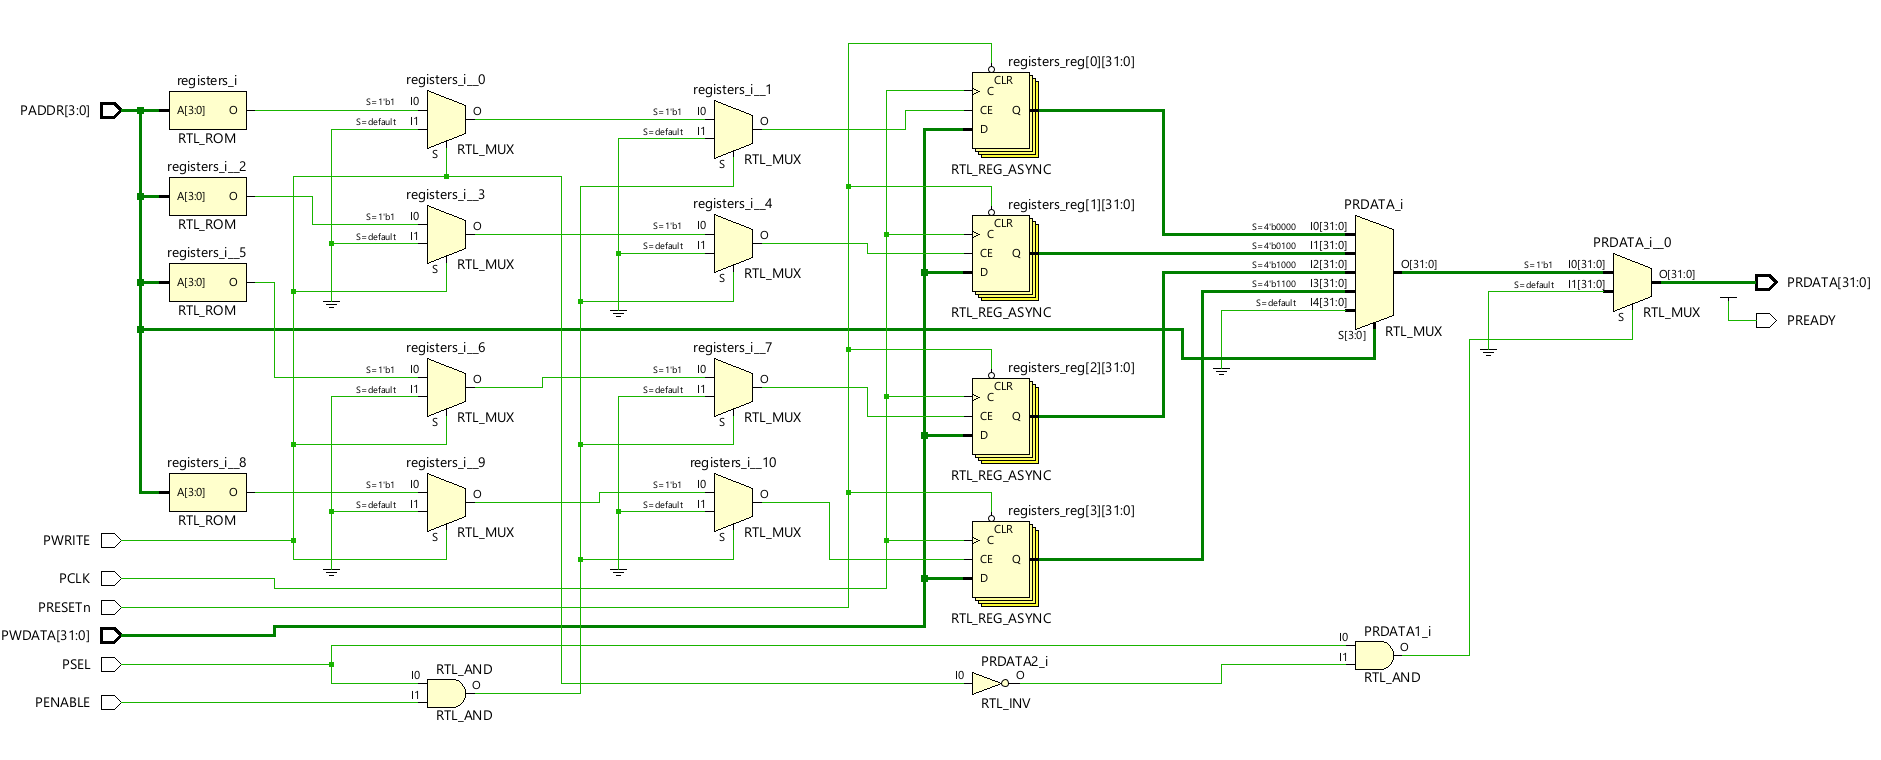 PADDR[3:0]
registers_i
A[3:0] O
RTL_ROM
registers_i__2
A[3:0] O
RTL_ROM
registers_i__5
A[3:0] O
RTL_ROM
registers_i__8
A[3:0] O
RTL_ROM
PWRITE
PCLK
PRESETn
PWDATA[31:0]
PSEL
PENABLE
registers_i__0
S=1'b1 I0
S=default I1
O
S
RTL_MUX
registers_i__3
S=1'b1 I0
S=default I1
O
S
RTL_MUX
registers_i__6
S=1'b1 I0
S=default I1
O
S
RTL_MUX
registers_i__9
S=1'b1 I0
S=default I1
O
S
RTL_MUX
RTL_AND
I0
I1
O
RTL_AND
registers_i__1
S=1'b1 I0
S=default I1
O
S
RTL_MUX
registers_i__4
S=1'b1 I0
S=default I1
O
S
RTL_MUX
registers_i__7
S=1'b1 I0
S=default I1
O
S
RTL_MUX
registers_i__10
S=1'b1 I0
S=default I1
O
S
RTL_MUX
registers_reg[0][31:0]
CLR
C
CE Q
D
RTL_REG_ASYNC
registers_reg[1][31:0]
CLR
C
CE Q
D
RTL_REG_ASYNC
registers_reg[2][31:0]
CLR
C
CE Q
D
RTL_REG_ASYNC
registers_reg[3][31:0]
CLR
C
CE Q
D
RTL_REG_ASYNC
PRDATA2_i
I0 O
RTL_INV
PRDATA_i
S=4'b0000 I0[31:0]
S=4'b0100 I1[31:0]
S=4'b1000 I2[31:0]
S=4'b1100 I3[31:0]
S=default I4[31:0]
O[31:0]
S[3:0]
RTL_MUX
PRDATA1_i
I0
I1
O
RTL_AND
PRDATA_i__0
S=1'b1 I0[31:0]
S=default I1[31:0]
O[31:0]
S
RTL_MUX
PRDATA[31:0]
PREADY